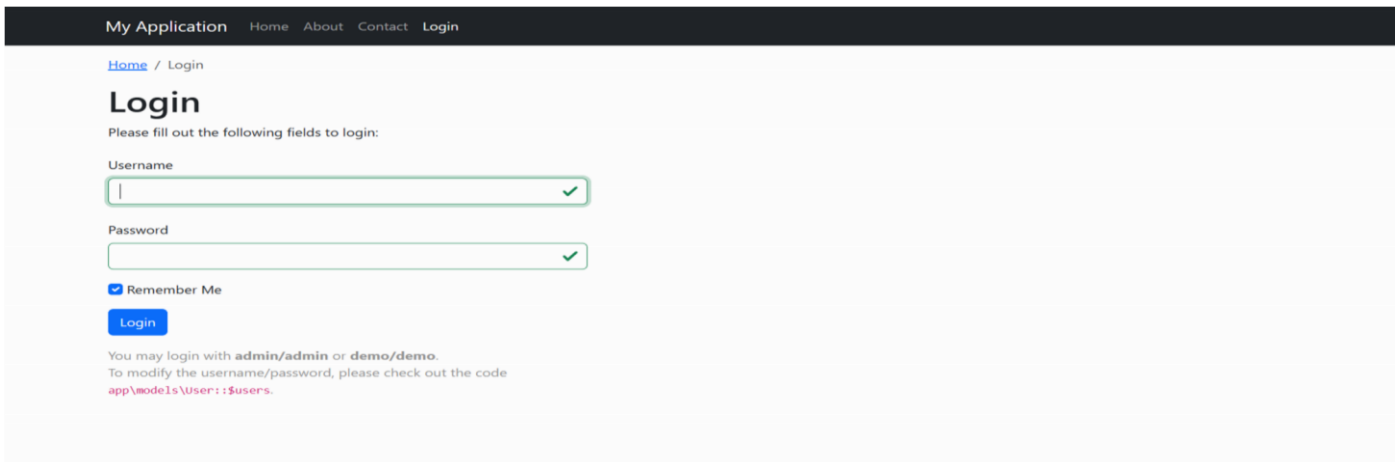 My Application Home About Contact Login
Home / Login
Login
Please fill out the following fields to login:
Username
Password
Remember Me
Login
You may login with admin/admin or demo/demo.
To modify the username/password, please check out the code
app\models\User::$users.